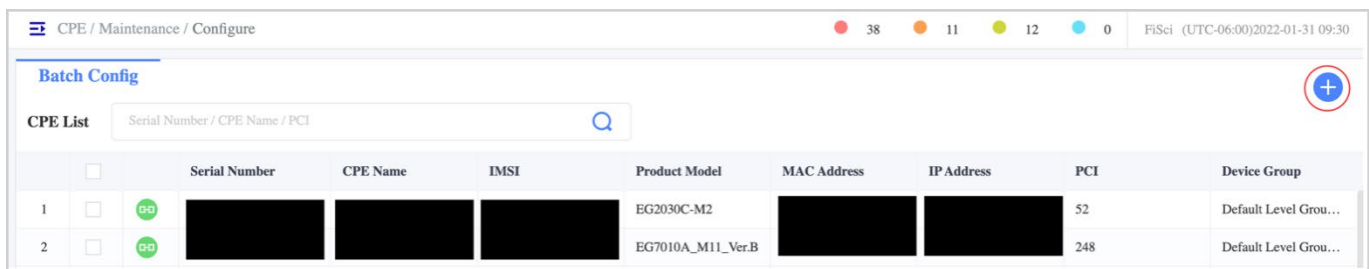 CPE / Maintenance / Configure 38 11 12 0 FiSci (UTC-06:00)2022-01-31 09:30
Batch Config
CPE List Serial Number / CPE Name / PCI
Serial Number CPE Name IMSI Product Model MAC Address IP Address PCI Device Group
1 EG2030C-M2 52 Default Level Grou...
2 EG7010A_M11_Ver.B 248 Default Level Grou...